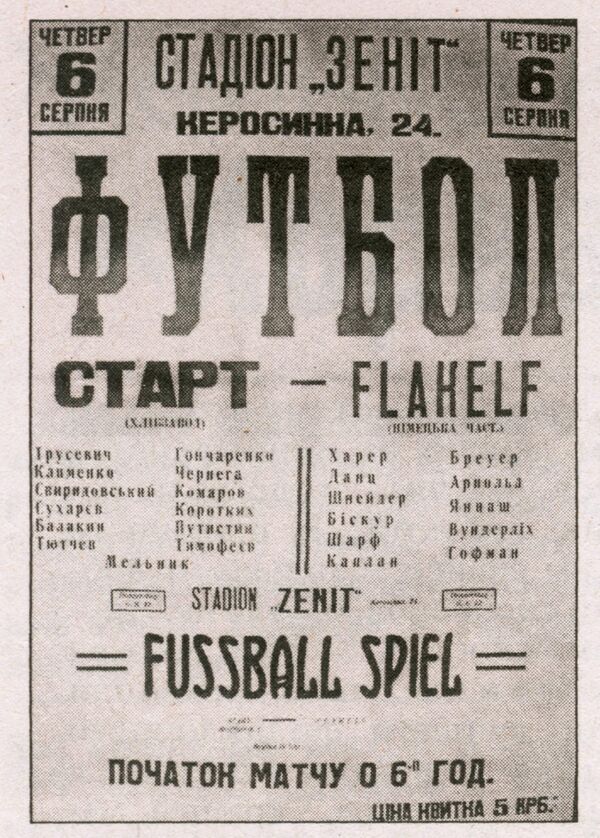 ЧЕТВЕР
6
СЕРПНЯ
СТАДІОН „ЗЕНІТ“
КЕРОСИННА, 24.
ЧЕТВЕР
6
СЕРПНЯ
ФУТБОЛ
СТАРТ — FLAKELF
(ХЛІБЗАВОД) (НІМЕЦЬКА ЧАСТ.)
Трусевич Гончаренко Харер Бреуер
Клименко Чернега Данц Арнольд
Свиридовський Комаров Шнейдер Яннаш
Сухарєв Коротких Біскур Вундерліх
Балакин Путистин Шарф Гофман
Тютчев Тимофеєв Каплан
Мельник
STADION „ZENIT“
FUSSBALL SPIEL
ПОЧАТОК МАТЧУ О 6-й ГОД.
ЦІНА КВИТКА 5 КРБ.